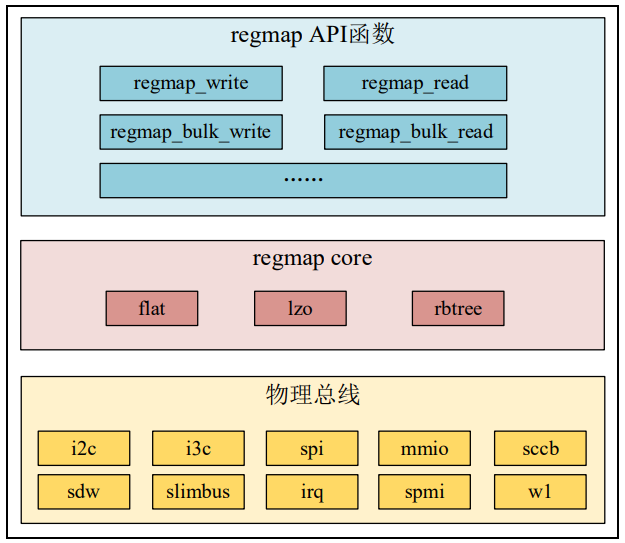 regmap API函数
regmap_write regmap_read
regmap_bulk_write regmap_bulk_read
......
regmap core
flat lzo rbtree
物理总线
i2c i3c spi mmio sccb
sdw slimbus irq spmi w1